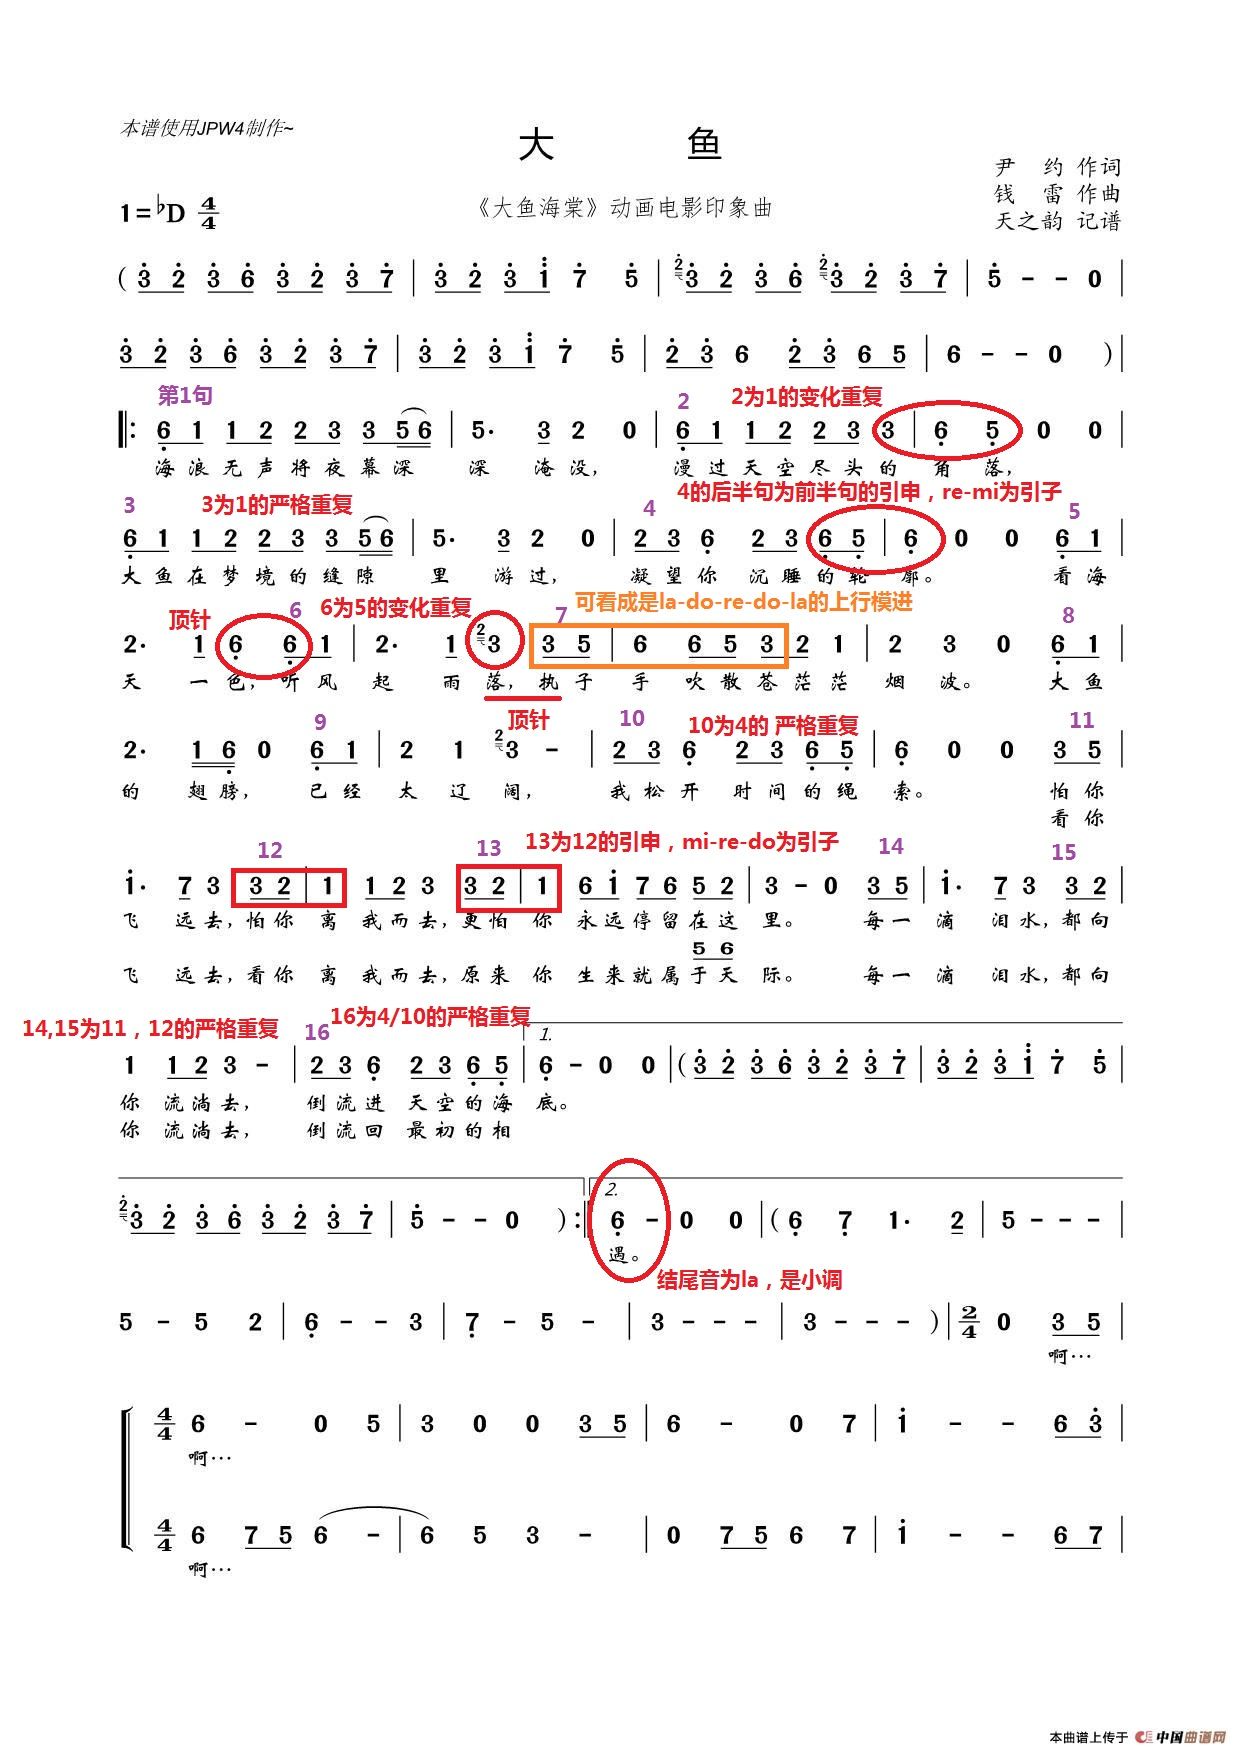 本谱使用JPW4制作~
大 鱼
尹 约 作词
1=♭D 4/4
《大鱼海棠》动画电影印象曲
钱 雷 作曲
天之韵 记谱
( 3̇ 2̇ 3̇ 6̇ 3̇ 2̇ 3̇ 7̇ | 3̇ 2̇ 3̇ 1̈ 7̇ 5̇ | 2̇ 3̇ 2̇ 3̇ 6̇ 2̇ 3̇ 2̇ 3̇ 7̇ | 5̇ - - 0 |
3̇ 2̇ 3̇ 6̇ 3̇ 2̇ 3̇ 7̇ | 3̇ 2̇ 3̇ 1̈ 7̇ 5̇ | 2̇ 3̇ 6 2̇ 3̇ 6 5 | 6 - - 0 ) |
第1句 2 2为1的变化重复
6̣ 1 1 2 2 3 3 5 6 | 5· 3 2 0 | 6̣ 1 1 2 2 3 3 | 6̣ 5̣ 0 0
海浪无声将夜幕深 深 淹没, 漫过天空尽头的 角 落,
3 3为1的严格重复 4 4的后半句为前半句的引申，re-mi为引子 5
6̣ 1 1 2 2 3 3 5 6 | 5· 3 2 0 | 2 3 6̣ 2 3 6̣ 5̣ | 6̣ 0 0 6̣ 1
大鱼在梦境的缝隙 里 游过, 凝望你 沉睡的轮 廓。 看海
顶针 6 6为5的变化重复 7 可看成是la-do-re-do-la的上行模进 8
2· 1 6̣ 6̣ 1 | 2· 1 2 3 3 5 | 6 6 5 3 2 1 | 2 3 0 6̣ 1
天 一色, 听风 起 雨落, 执子 手 吹散苍茫茫 烟 波。 大鱼
顶针
9 10 10为4的 严格重复 11
2· 1 6̣ 0 6̣ 1 | 2 1 2 3 - | 2 3 6̣ 2 3 6̣ 5̣ | 6̣ 0 0 3 5
的 翅膀, 已经 太 辽 阔, 我松开 时间的绳 索。 怕你
看你
12 13 13为12的引申，mi-re-do为引子 14 15
1̇· 7 3 3 2 | 1 1 2 3 3 2 | 1 6 1̇ 7 6 5 2 | 3 - 0 3 5 | 1̇· 7 3 3 2 |
飞 远去, 怕你 离 我而去, 更怕 你 永远停留在这 里。 每一 滴 泪水, 都向
5 6
飞 远去, 看你 离 我而去, 原来 你 生来就属于天 际。 每一 滴 泪水, 都向
14,15为11，12的严格重复 16 16为4/10的严格重复 1.
1 1 2 3 - | 2 3 6̣ 2 3 6̣ 5̣ | 6̣ - 0 0 | ( 3̇ 2̇ 3̇ 6̇ 3̇ 2̇ 3̇ 7̇ | 3̇ 2̇ 3̇ 1̈ 7̇ 5̇ |
你 流淌去, 倒流进 天空的海 底。
你 流淌去, 倒流回 最初的相
2.
2̇ 3̇ 2̇ 3̇ 6̇ 3̇ 2̇ 3̇ 7̇ | 5̇ - - 0 ) :| 6̣ - 0 0 | ( 6̣ 7̣ 1· 2 | 5 - - - |
遇。
结尾音为la，是小调
5 - 5 2 | 6̣ - - 3 | 7̣ - 5 - | 3 - - - | 3 - - - ) | 2/4 0 3 5 |
啊…
4/4 6 - 0 5 | 3 0 0 3 5 | 6 - 0 7 | 1̇ - - 6 3̇ |
啊…
4/4 6 7 5 6 - | 6 5 3 - | 0 7 5 6 7 | 1̇ - - 6 7 |
啊…
本曲谱上传于 中国曲谱网